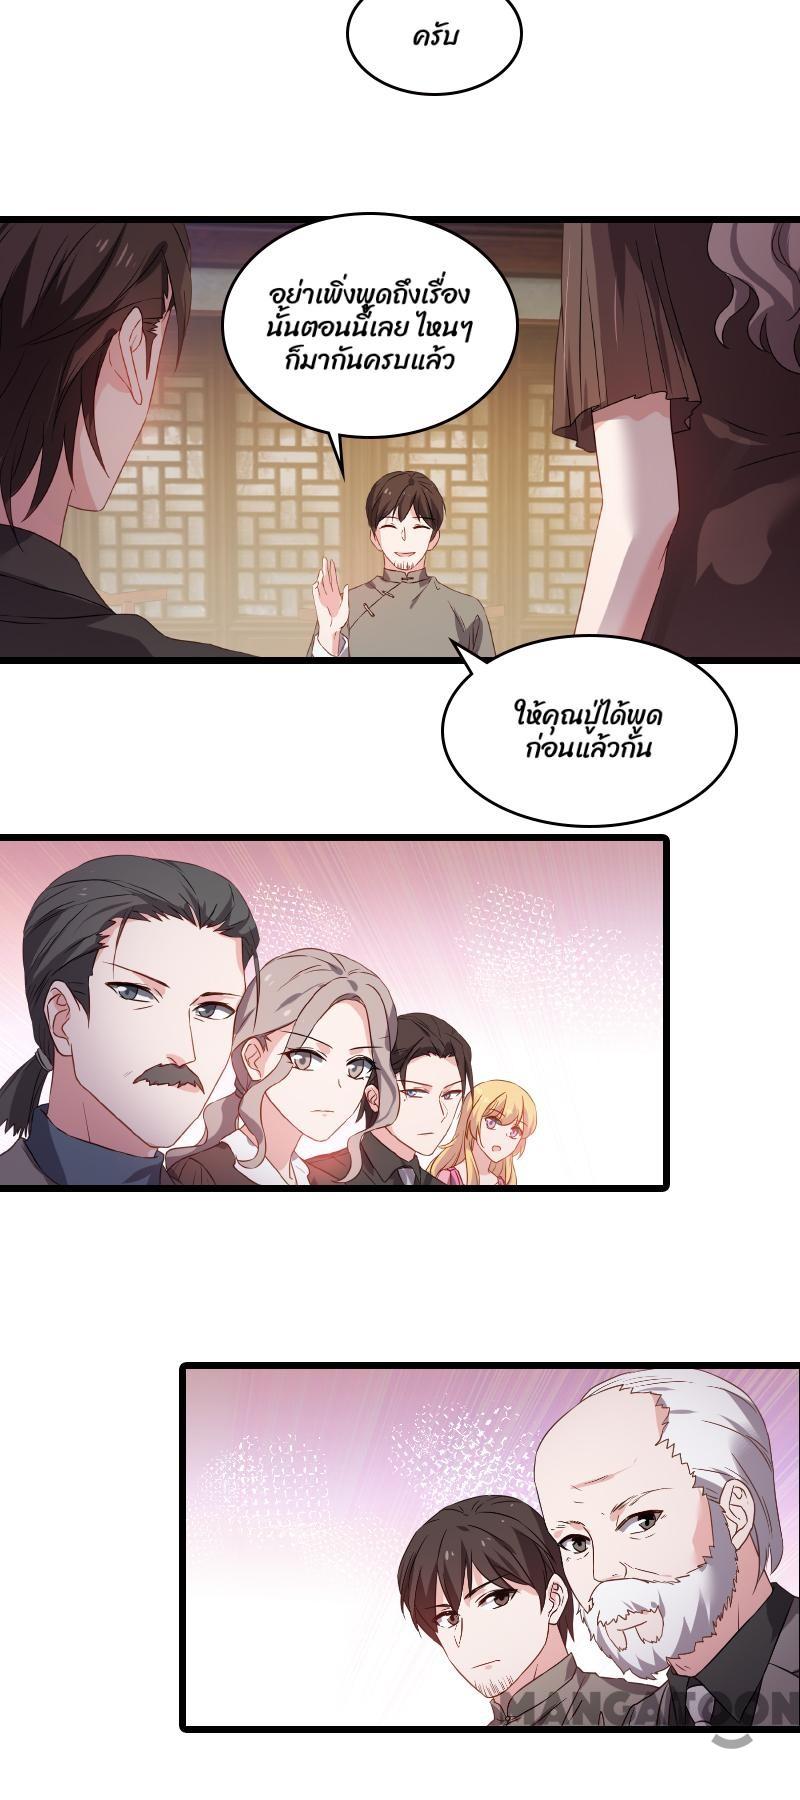 ครับ
อย่าเพิ่งพูดถึงเรื่อง
นั้นตอนนี้เลย ไหนๆ
ก็มากันครบแล้ว
ให้คุณปู่ได้พูด
ก่อนแล้วกัน
MANGATOON